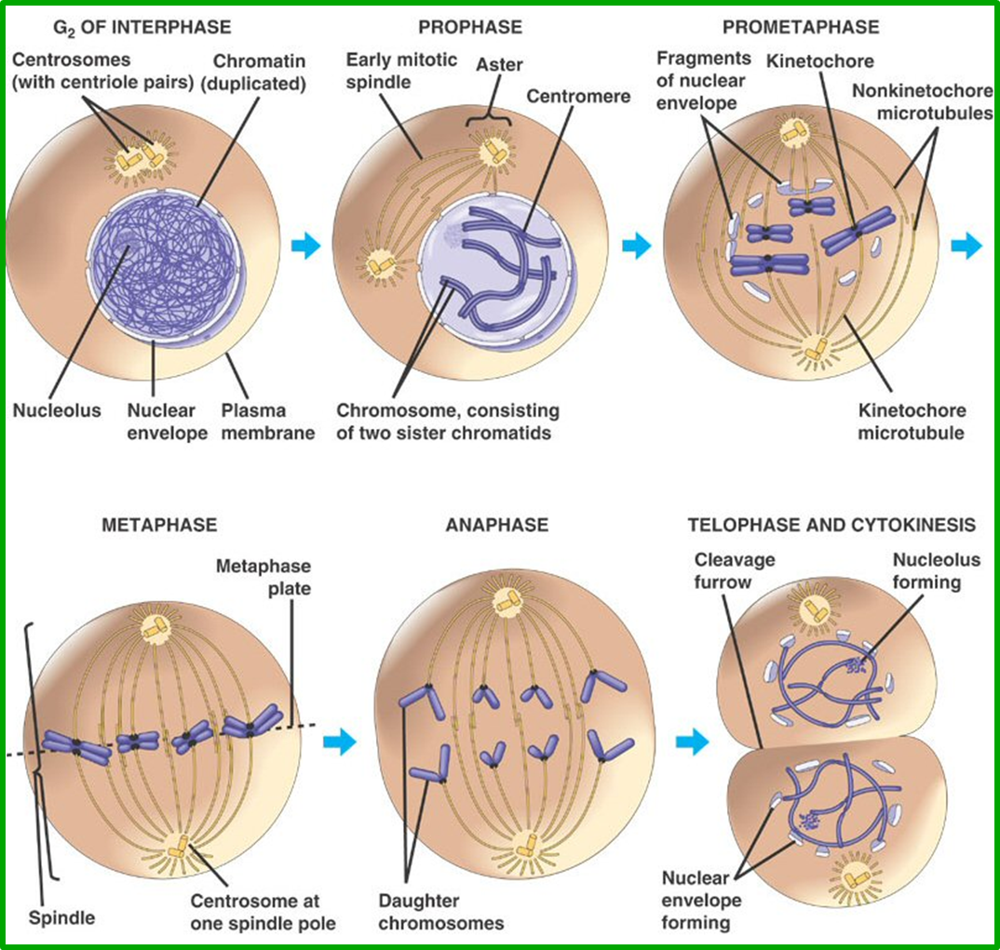 G₂ OF INTERPHASE
Centrosomes
(with centriole pairs)
Chromatin
(duplicated)
Nucleolus
Nuclear
envelope
Plasma
membrane
PROPHASE
Early mitotic
spindle
Aster
Centromere
Chromosome, consisting
of two sister chromatids
PROMETAPHASE
Fragments
of nuclear
envelope
Kinetochore
Nonkinetochore
microtubules
Kinetochore
microtubule
METAPHASE
Metaphase
plate
Spindle
Centrosome at
one spindle pole
ANAPHASE
Daughter
chromosomes
TELOPHASE AND CYTOKINESIS
Cleavage
furrow
Nucleolus
forming
Nuclear
envelope
forming